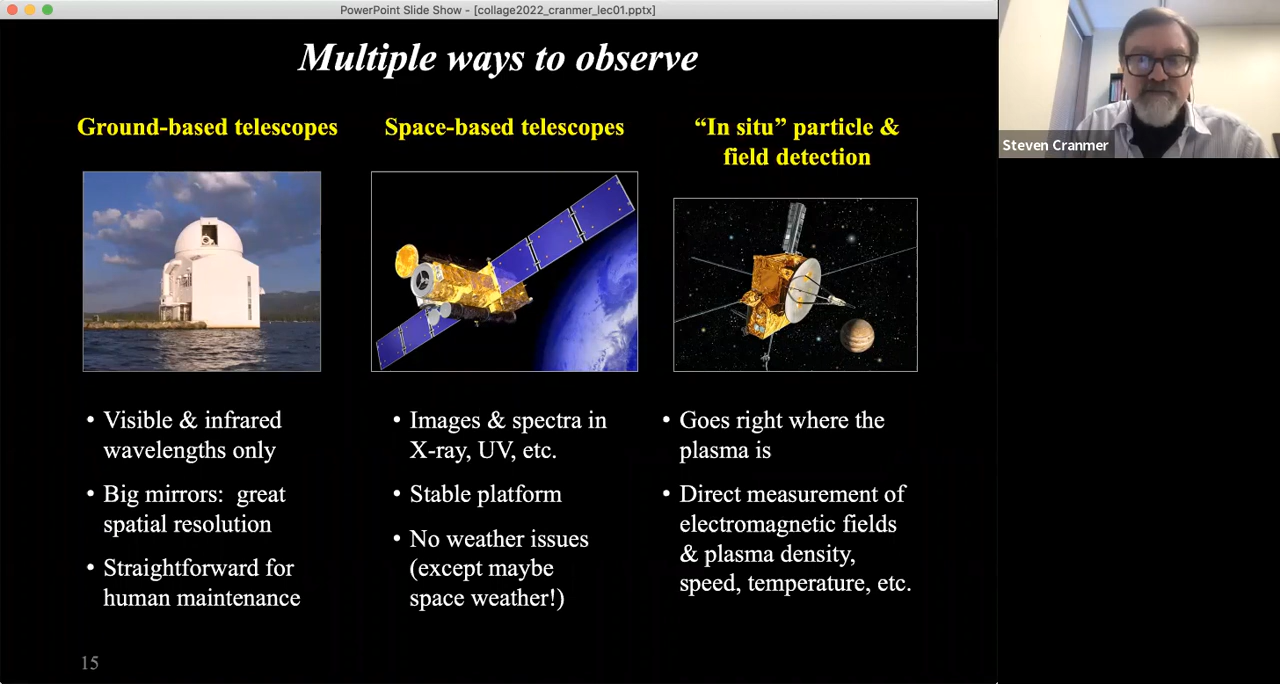 PowerPoint Slide Show - [collage2022_cranmer_lec01.pptx]
Multiple ways to observe
Ground-based telescopes
• Visible & infrared
wavelengths only
• Big mirrors: great
spatial resolution
• Straightforward for
human maintenance
Space-based telescopes
• Images & spectra in
X-ray, UV, etc.
• Stable platform
• No weather issues
(except maybe
space weather!)
“In situ” particle &
field detection
• Goes right where the
plasma is
• Direct measurement of
electromagnetic fields
& plasma density,
speed, temperature, etc.
15
Steven Cranmer